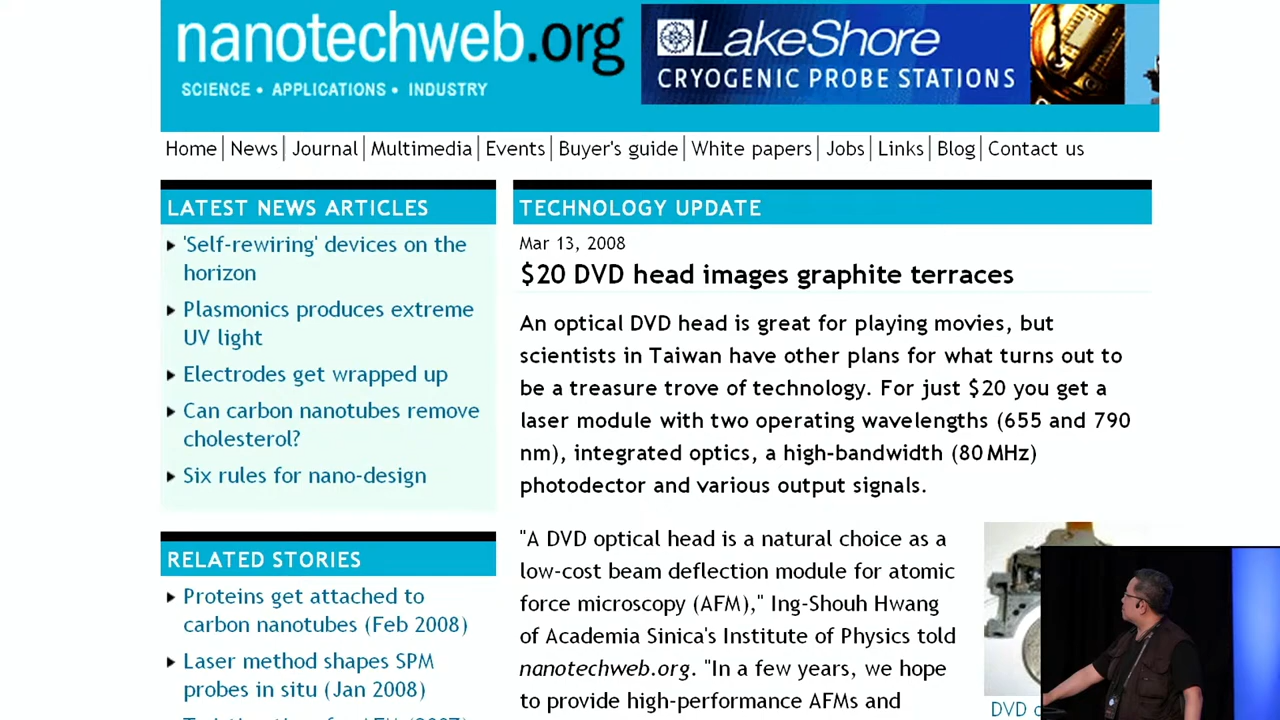 nanotechweb.org
SCIENCE • APPLICATIONS • INDUSTRY
LakeShore
CRYOGENIC PROBE STATIONS
Home | News | Journal | Multimedia | Events | Buyer's guide | White papers | Jobs | Links | Blog | Contact us
LATEST NEWS ARTICLES
'Self-rewiring' devices on the
horizon
Plasmonics produces extreme
UV light
Electrodes get wrapped up
Can carbon nanotubes remove
cholesterol?
Six rules for nano-design
RELATED STORIES
Proteins get attached to
carbon nanotubes (Feb 2008)
Laser method shapes SPM
probes in situ (Jan 2008)
TECHNOLOGY UPDATE
Mar 13, 2008
$20 DVD head images graphite terraces
An optical DVD head is great for playing movies, but
scientists in Taiwan have other plans for what turns out to
be a treasure trove of technology. For just $20 you get a
laser module with two operating wavelengths (655 and 790
nm), integrated optics, a high-bandwidth (80 MHz)
photodector and various output signals.
"A DVD optical head is a natural choice as a
low-cost beam deflection module for atomic
force microscopy (AFM)," Ing-Shouh Hwang
of Academia Sinica's Institute of Physics told
nanotechweb.org. "In a few years, we hope
to provide high-performance AFMs and
DVD